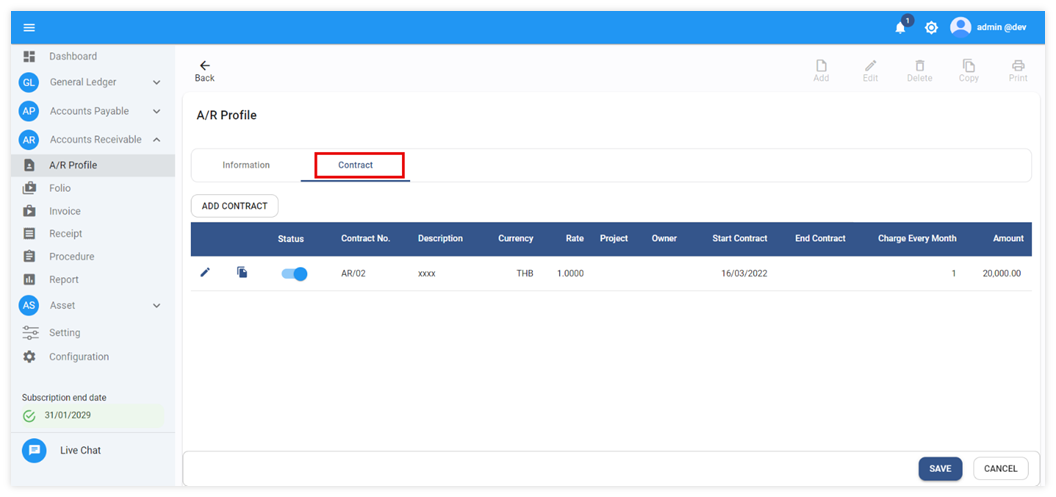 1
admin @dev
Dashboard
GL General Ledger
AP Accounts Payable
AR Accounts Receivable
A/R Profile
Folio
Invoice
Receipt
Procedure
Report
AS Asset
Setting
Configuration
Subscription end date
31/01/2029
Live Chat
Back
Add Edit Delete Copy Print
A/R Profile
Information Contract
ADD CONTRACT
Status Contract No. Description Currency Rate Project Owner Start Contract End Contract Charge Every Month Amount
AR/02 xxxx THB 1.0000 16/03/2022 1 20,000.00
SAVE CANCEL